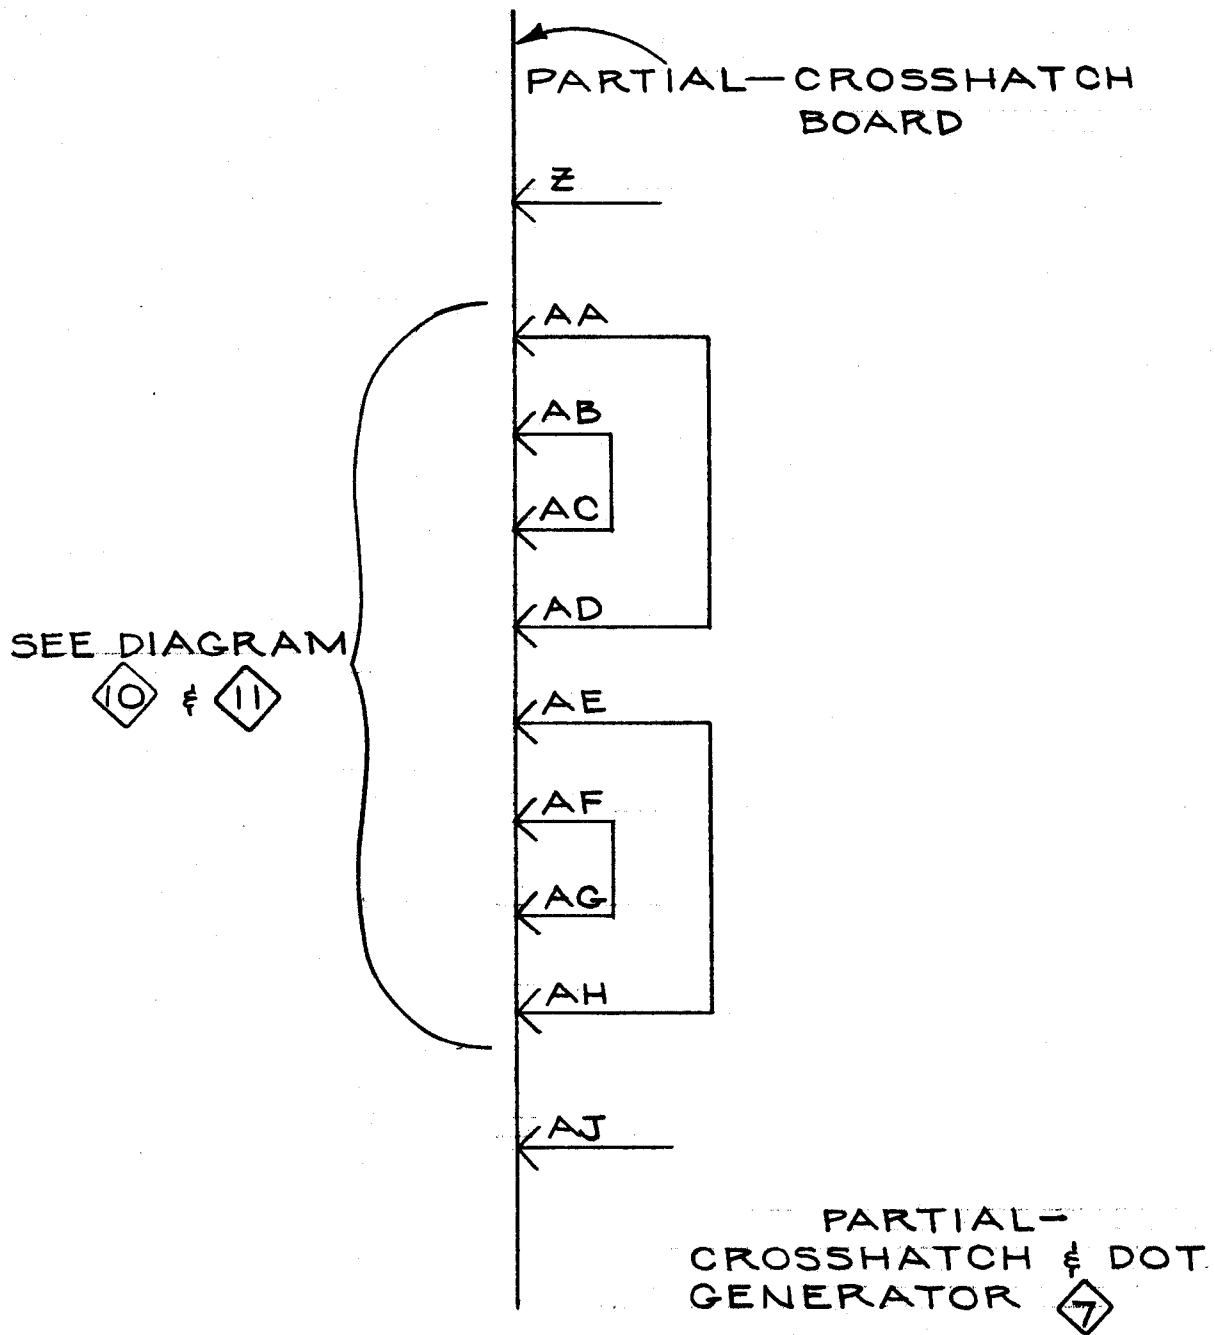 PARTIAL—CROSSHATCH
BOARD
Z
AA
AB
AC
AD
SEE DIAGRAM
10 & 11
AE
AF
AG
AH
AJ
PARTIAL-
CROSSHATCH & DOT
GENERATOR 7